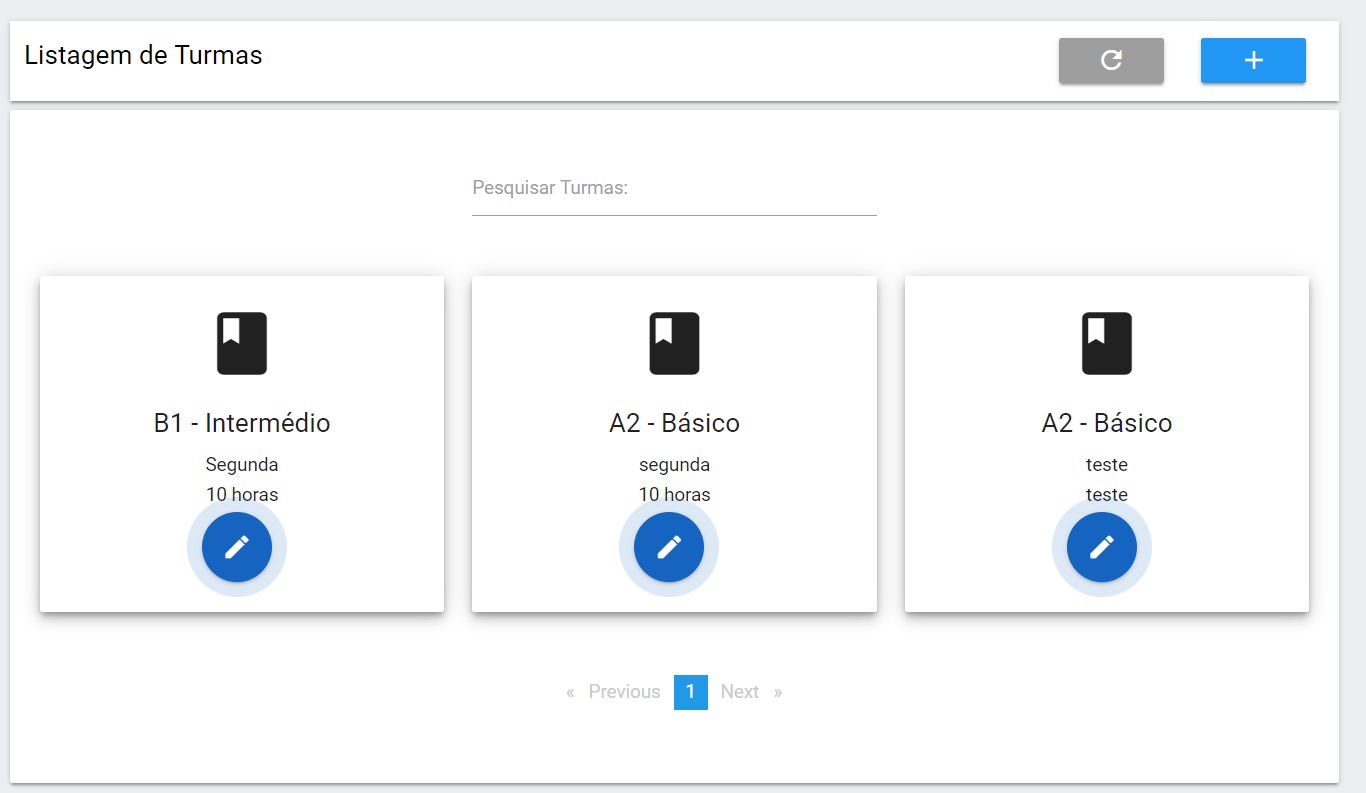 Listagem de Turmas
Pesquisar Turmas:
B1 - Intermédio
Segunda
10 horas
A2 - Básico
segunda
10 horas
A2 - Básico
teste
teste
« Previous 1 Next »